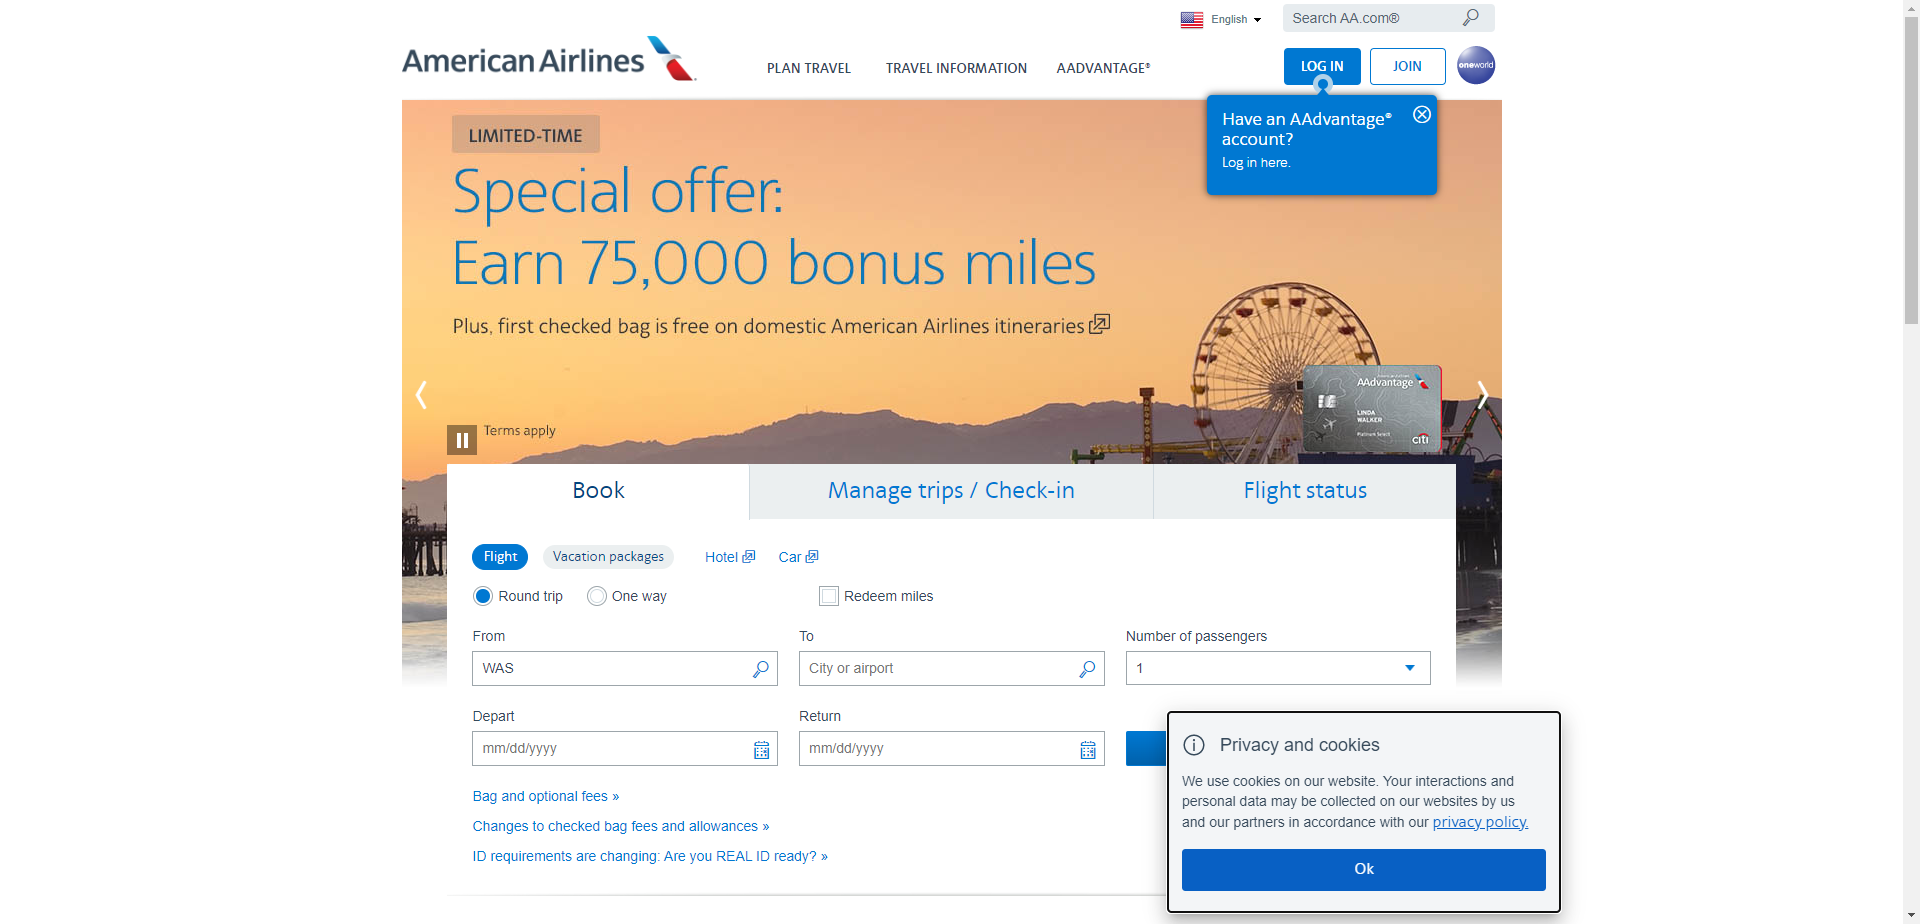 English
Search AA.com®
American Airlines
PLAN TRAVEL
TRAVEL INFORMATION
AADVANTAGE®
LOG IN
JOIN
oneworld
Have an AAdvantage®
account?
Log in here.
LIMITED-TIME
Special offer:
Earn 75,000 bonus miles
Plus, first checked bag is free on domestic American Airlines itineraries
AAdvantage
LINDA
WALKER
Platinum Select
citi
Terms apply
Book
Manage trips / Check-in
Flight status
Flight
Vacation packages
Hotel
Car
Round trip
One way
Redeem miles
From
To
Number of passengers
WAS
City or airport
1
Depart
Return
mm/dd/yyyy
mm/dd/yyyy
Bag and optional fees »
Changes to checked bag fees and allowances »
ID requirements are changing: Are you REAL ID ready? »
Privacy and cookies
We use cookies on our website. Your interactions and
personal data may be collected on our websites by us
and our partners in accordance with our privacy policy.
Ok